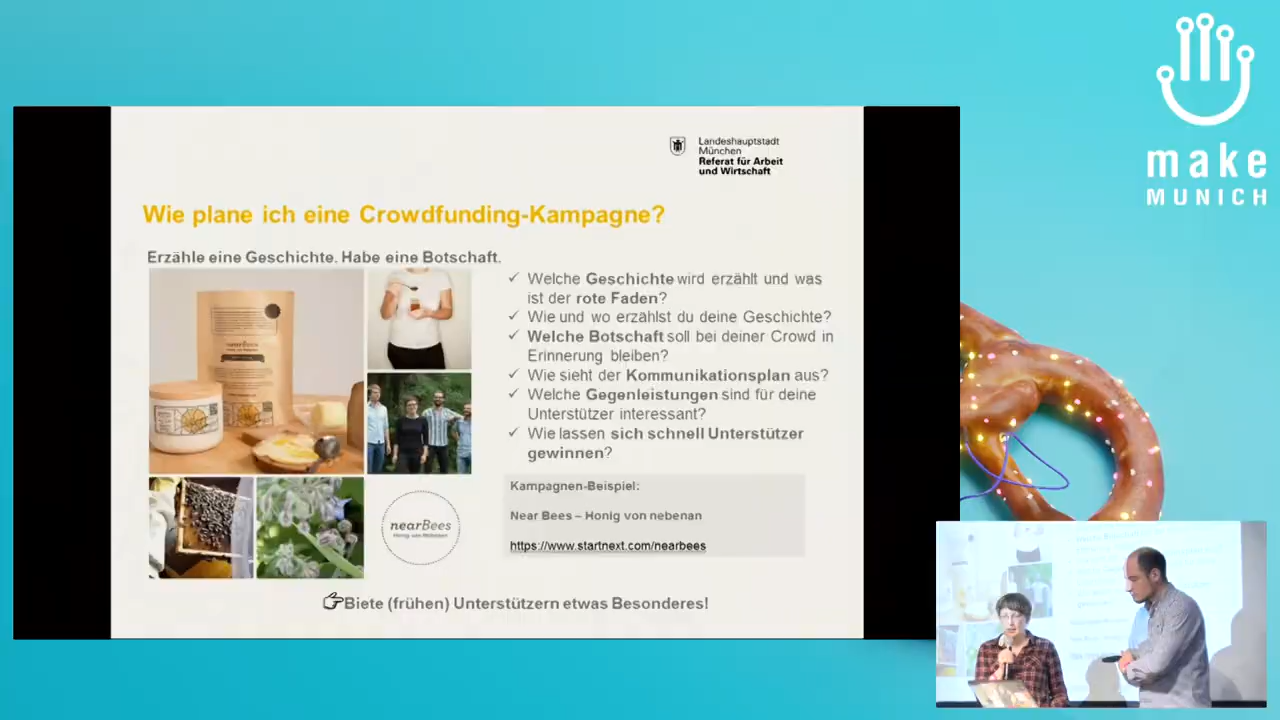 make
MUNICH
Landeshauptstadt
München
Referat für Arbeit
und Wirtschaft
Wie plane ich eine Crowdfunding-Kampagne?
Erzähle eine Geschichte. Habe eine Botschaft.
✓ Welche Geschichte wird erzählt und was
ist der rote Faden?
✓ Wie und wo erzählst du deine Geschichte?
✓ Welche Botschaft soll bei deiner Crowd in
Erinnerung bleiben?
✓ Wie sieht der Kommunikationsplan aus?
✓ Welche Gegenleistungen sind für deine
Unterstützer interessant?
✓ Wie lassen sich schnell Unterstützer
gewinnen?
nearBees
nearBees
Honig von Nebenan
Kampagnen-Beispiel:
Near Bees – Honig von nebenan
https://www.startnext.com/nearbees
Biete (frühen) Unterstützern etwas Besonderes!